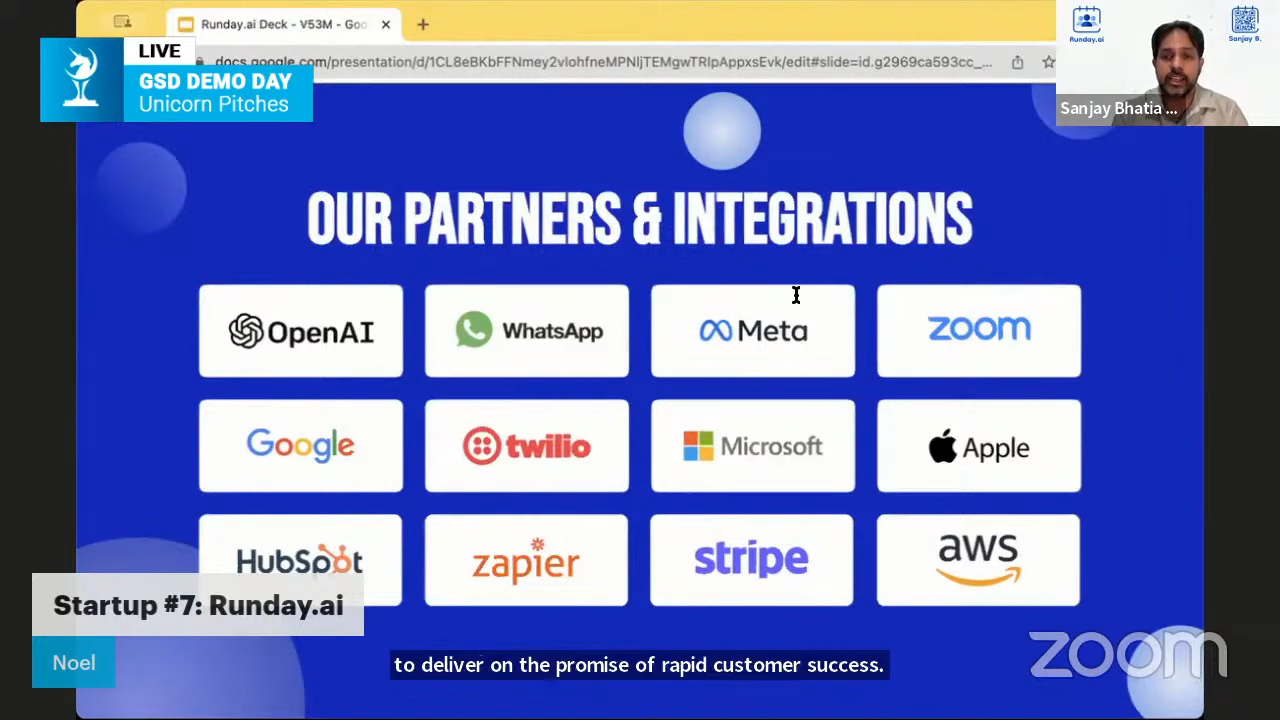 Runday.ai Deck - V53M - Goo
docs.google.com/presentation/d/1CL8eBKbFFNmey2vlohfneMPNljTEMgwTRlpAppxsEvk/edit#slide=id.g2969ca593cc_...
LIVE
GSD DEMO DAY
Unicorn Pitches
Runday.ai
Sanjay B.
Sanjay Bhatia ...
OUR PARTNERS & INTEGRATIONS
OpenAI
WhatsApp
Meta
zoom
Google
twilio
Microsoft
Apple
HubSpot
zapier
stripe
aws
Startup #7: Runday.ai
Noel
to deliver on the promise of rapid customer success.
zoom